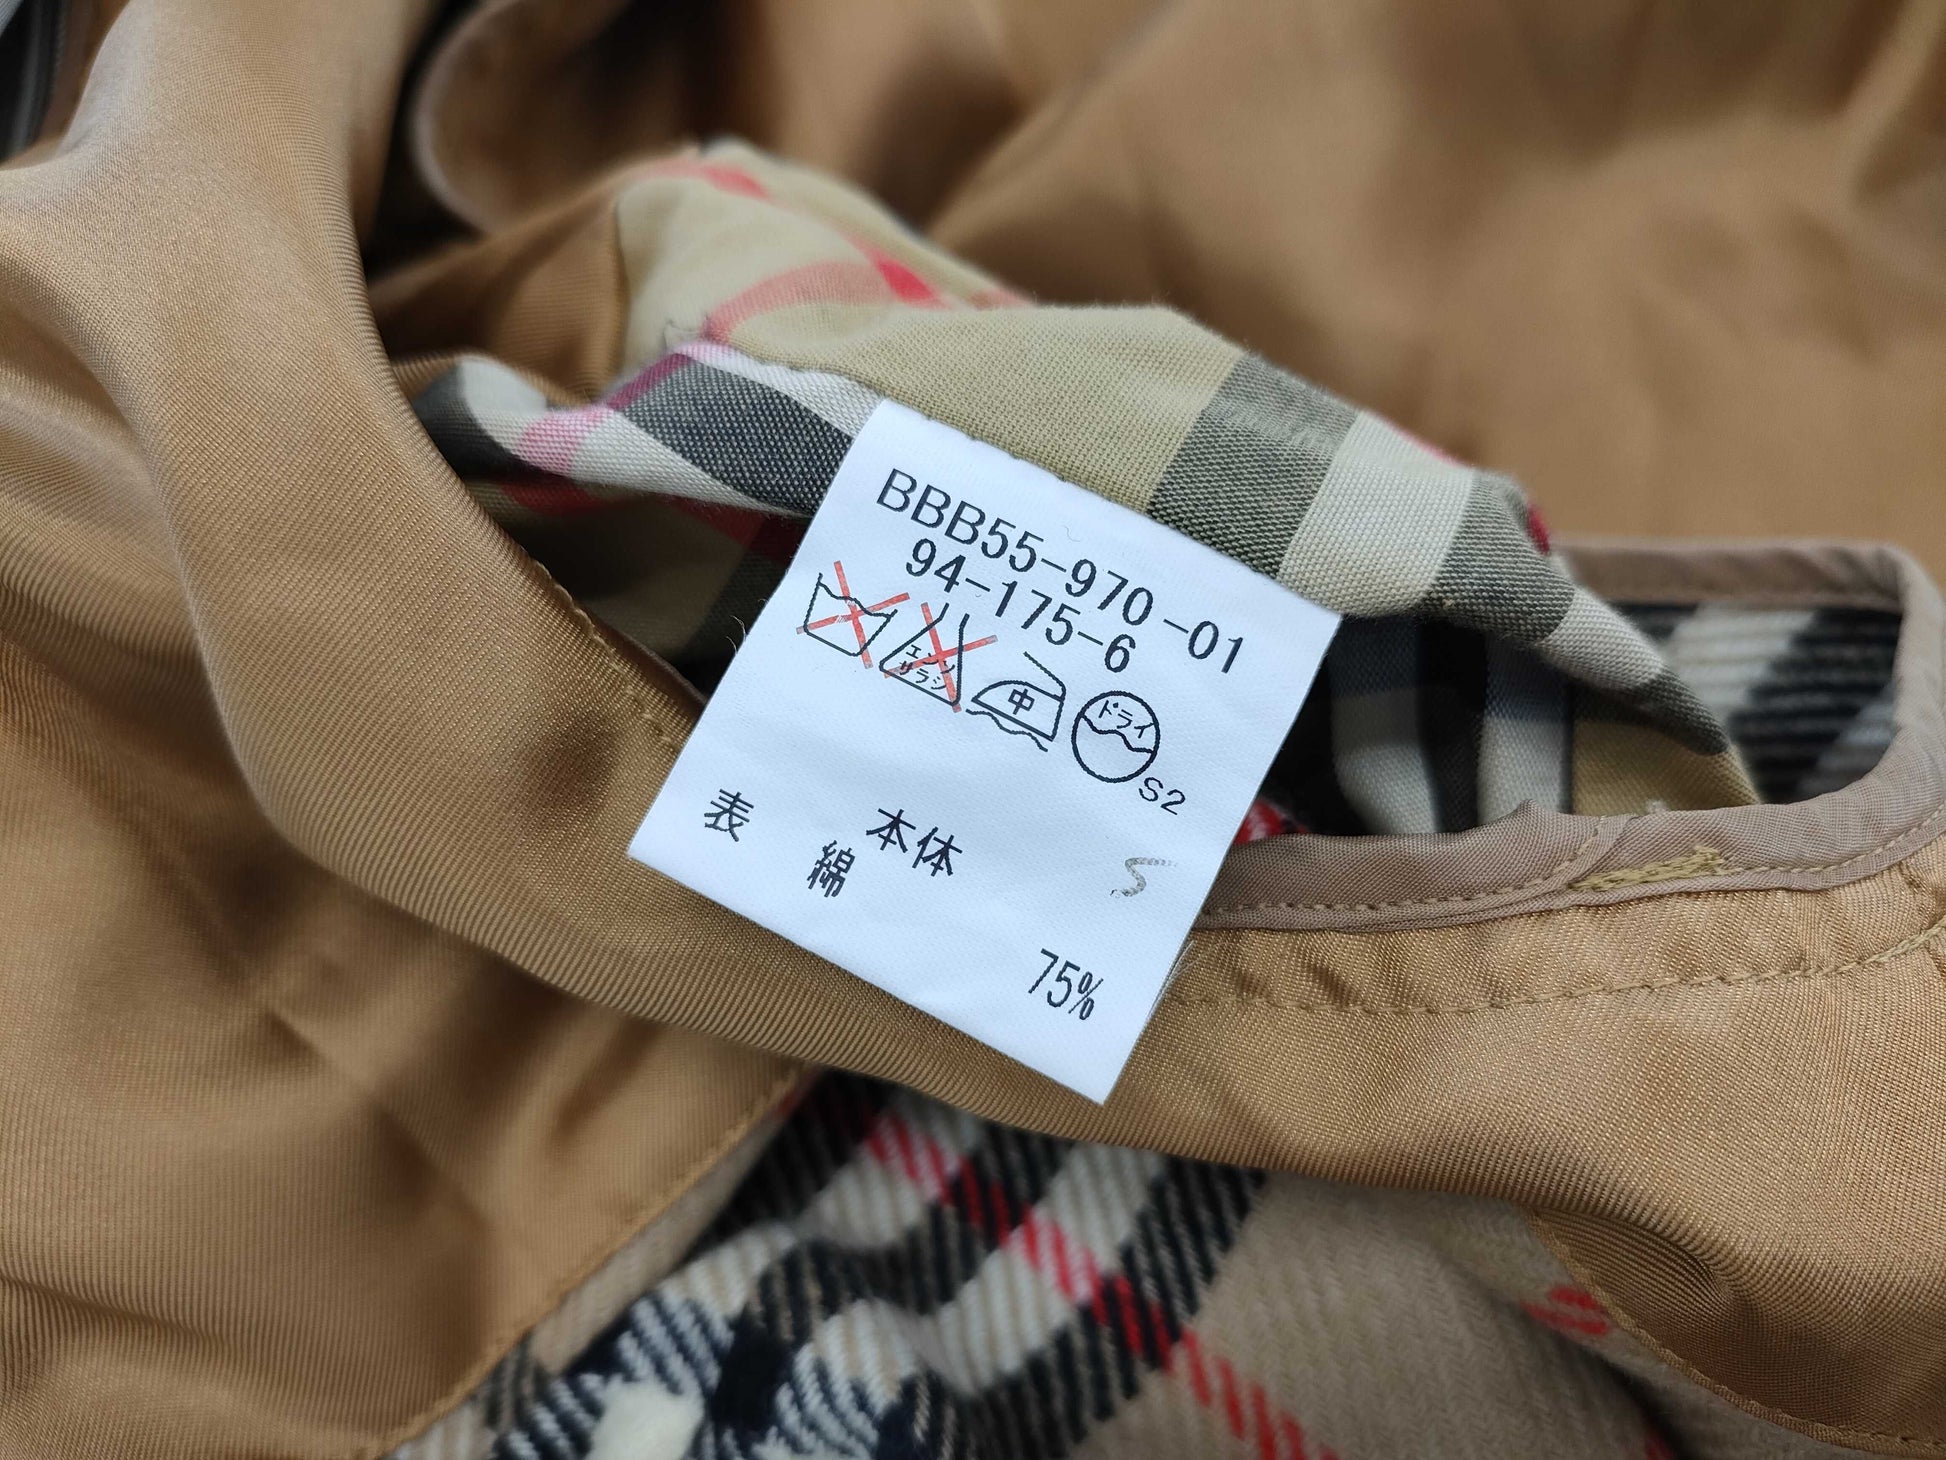 BBB55-970-01
94-175-6
エンソ
サラシ
中
ドライ
S2
本体
表
綿
S
75%